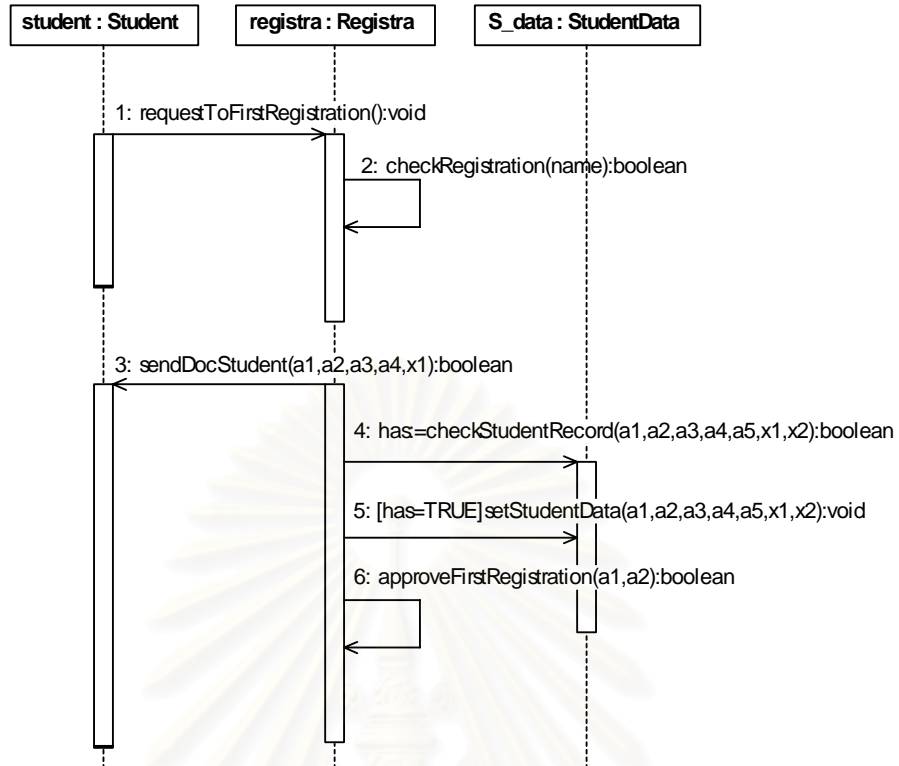 student : Student
registra : Registra
S_data : StudentData
1: requestToFirstRegistration():void
2: checkRegistration(name):boolean
3: sendDocStudent(a1,a2,a3,a4,x1):boolean
4: has:=checkStudentRecord(a1,a2,a3,a4,a5,x1,x2):boolean
5: [has=TRUE]setStudentData(a1,a2,a3,a4,a5,x1,x2):void
6: approveFirstRegistration(a1,a2):boolean